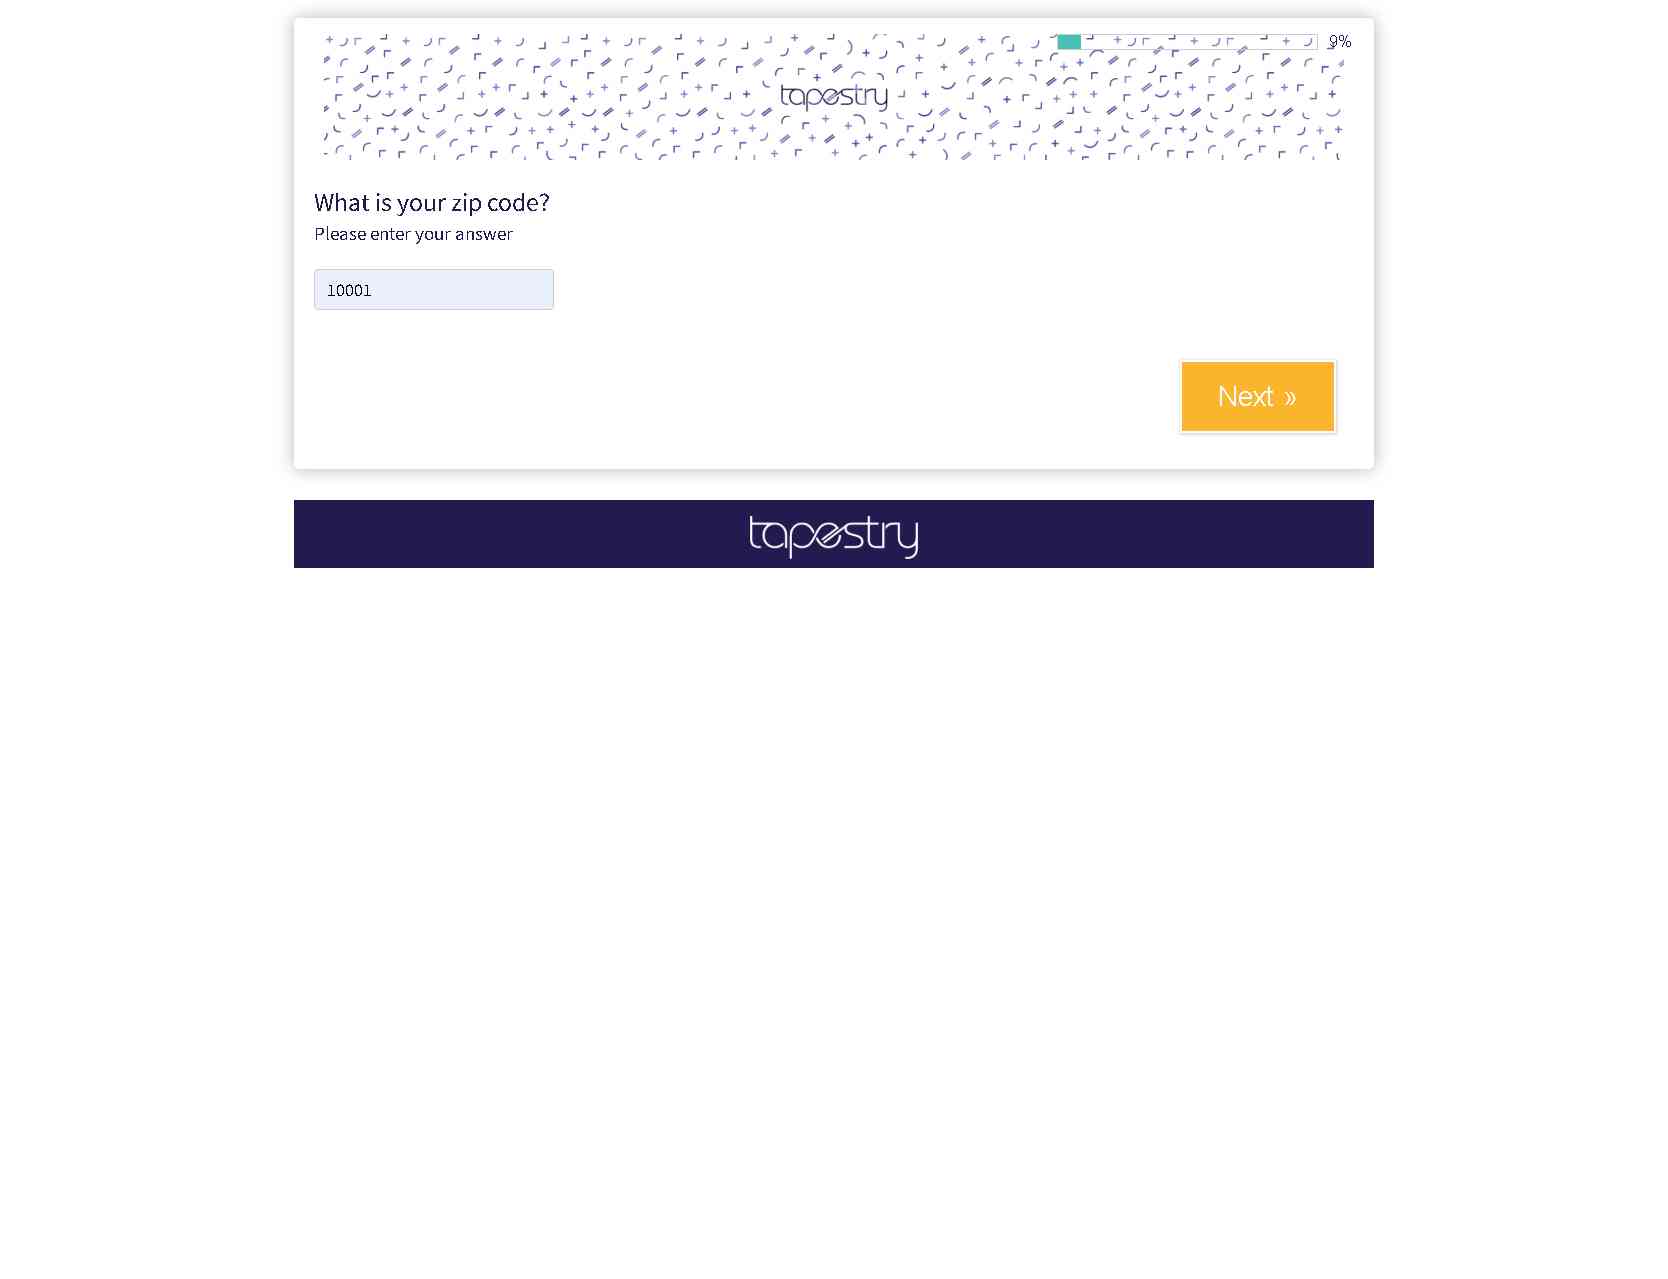 9%
tapestry
What is your zip code?
Please enter your answer
10001
Next »
tapestry